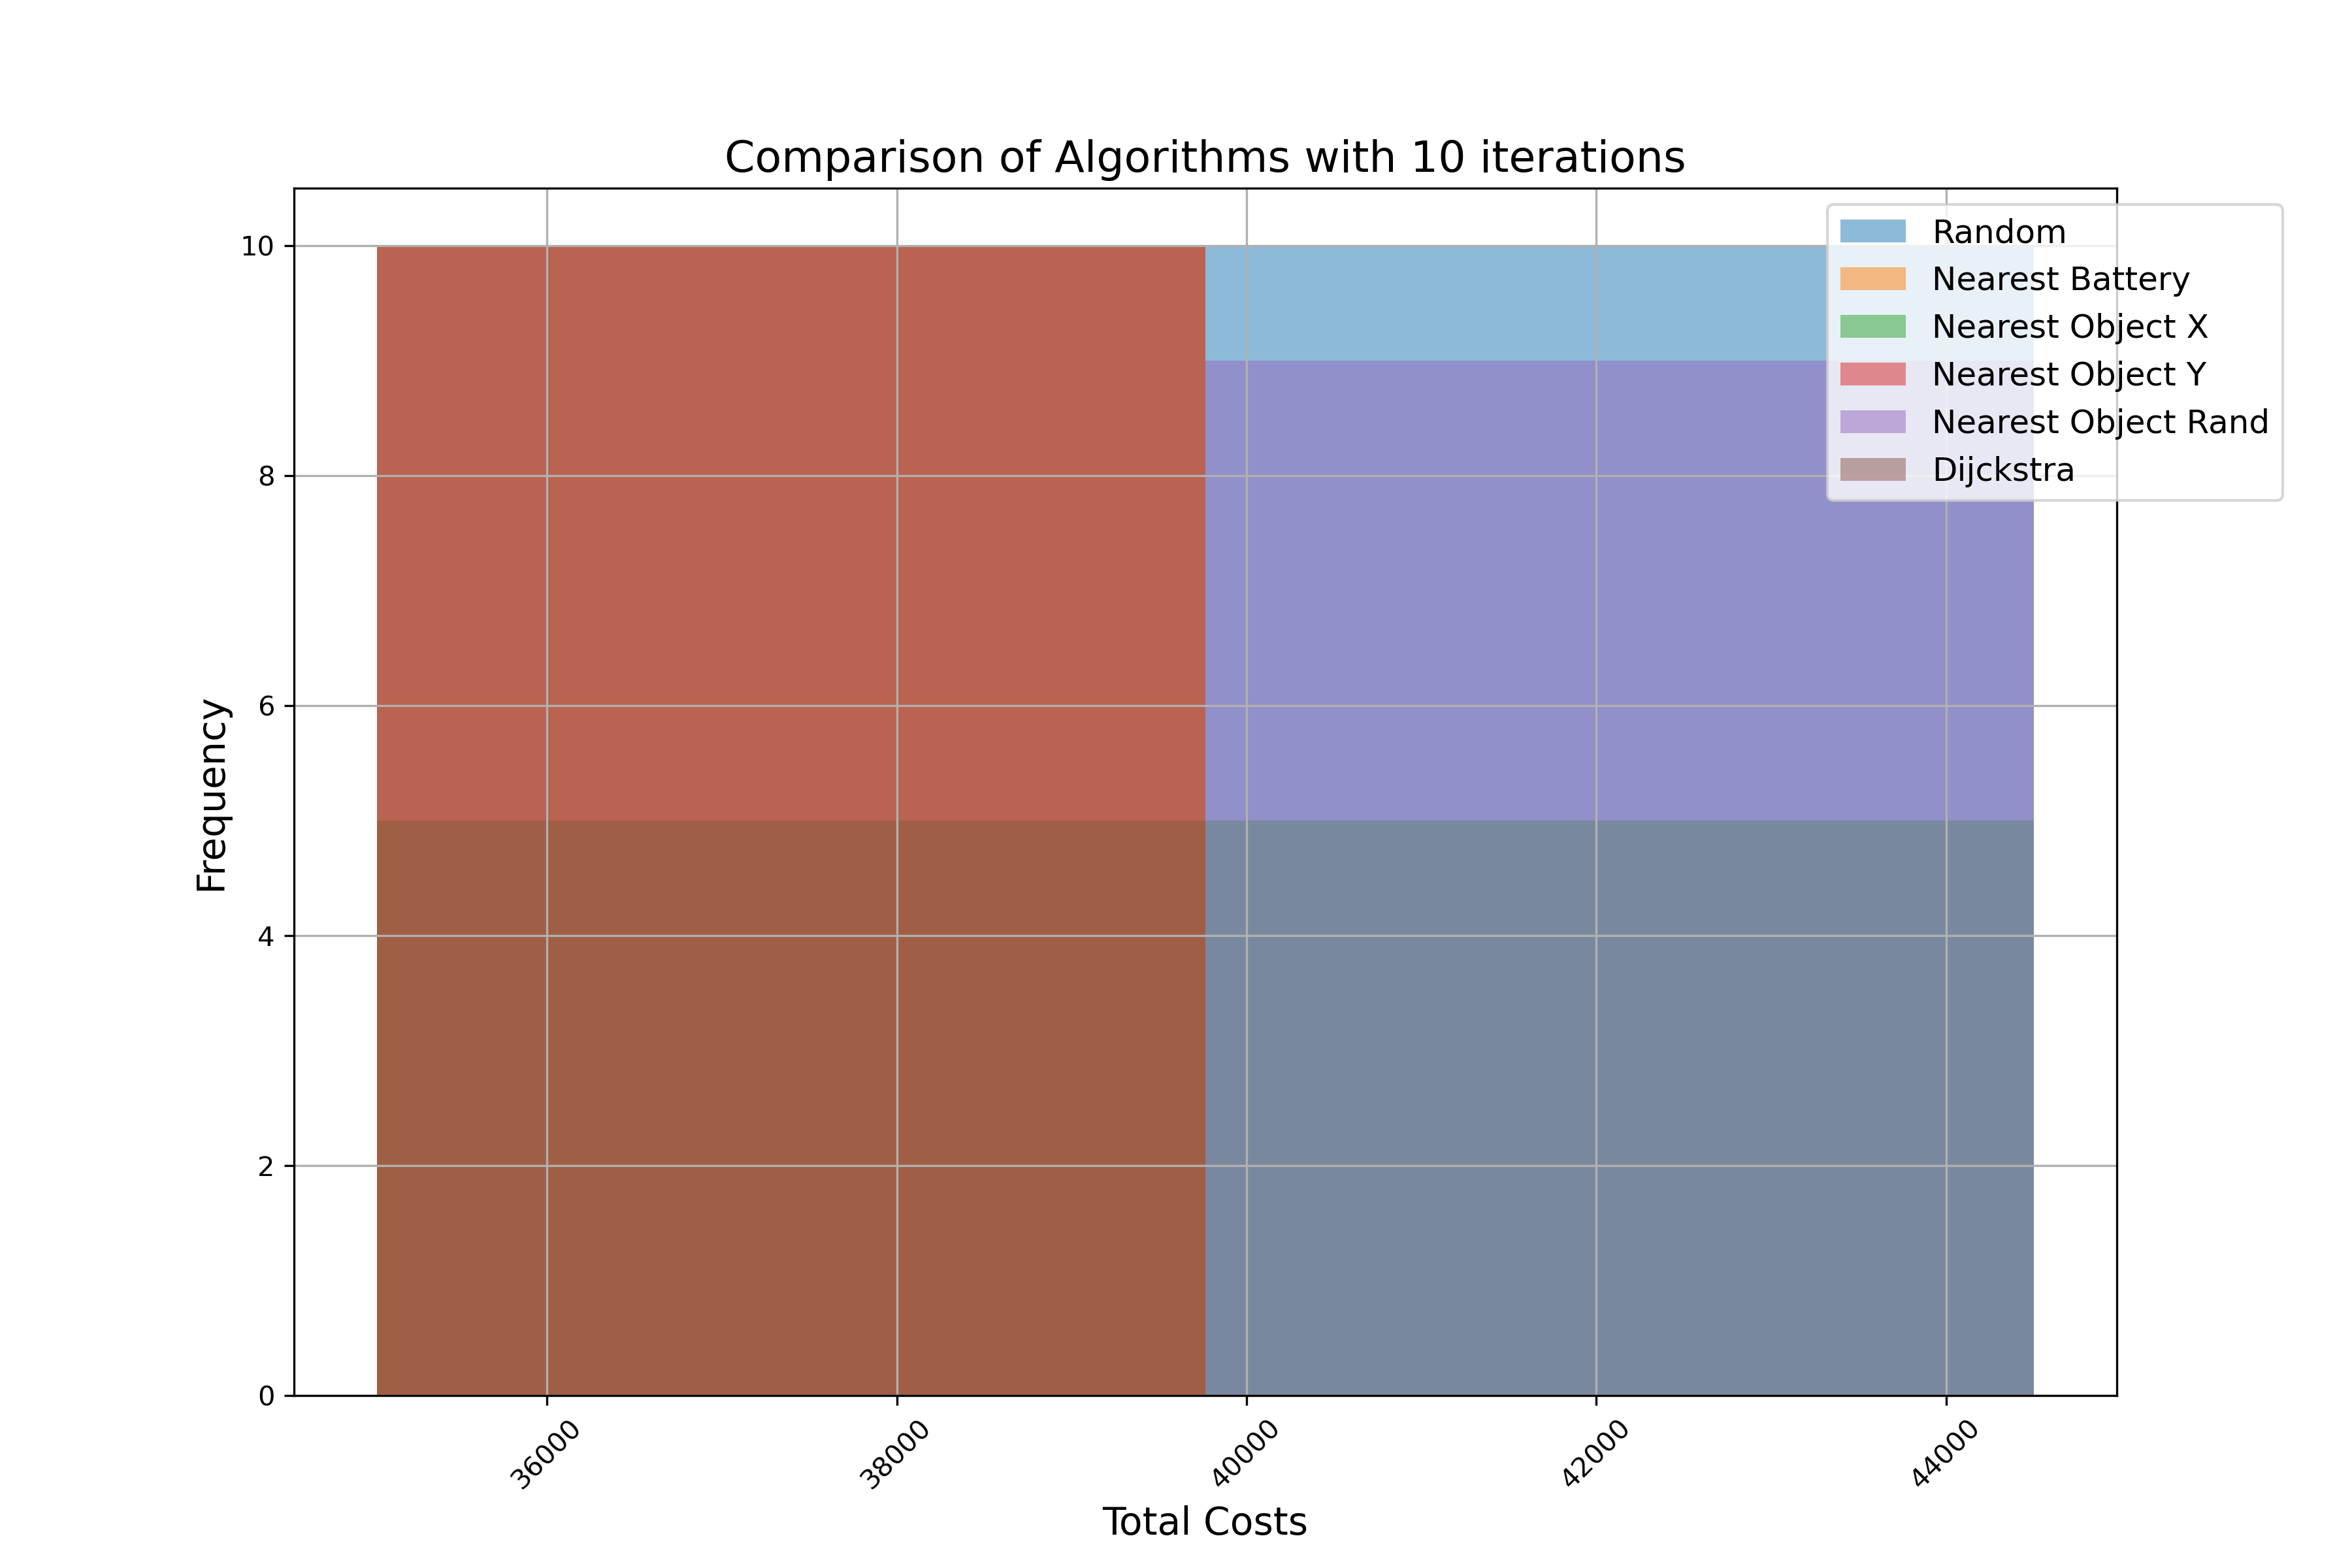 Comparison of Algorithms with 10 iterations
Random
Nearest Battery
Nearest Object X
Nearest Object Y
Nearest Object Rand
Dijckstra
10
8
6
4
2
0
Frequency
36000
38000
40000
42000
44000
Total Costs